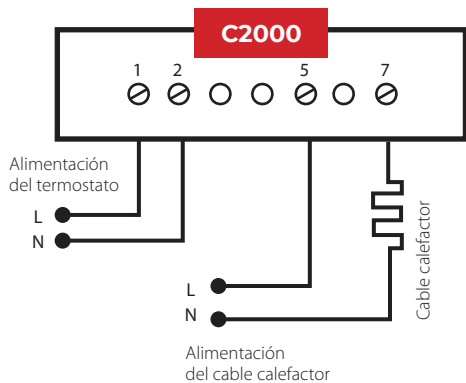 C2000
1 2 5 7
Alimentación
del termostato
L
N
Cable calefactor
L
N
Alimentación
del cable calefactor